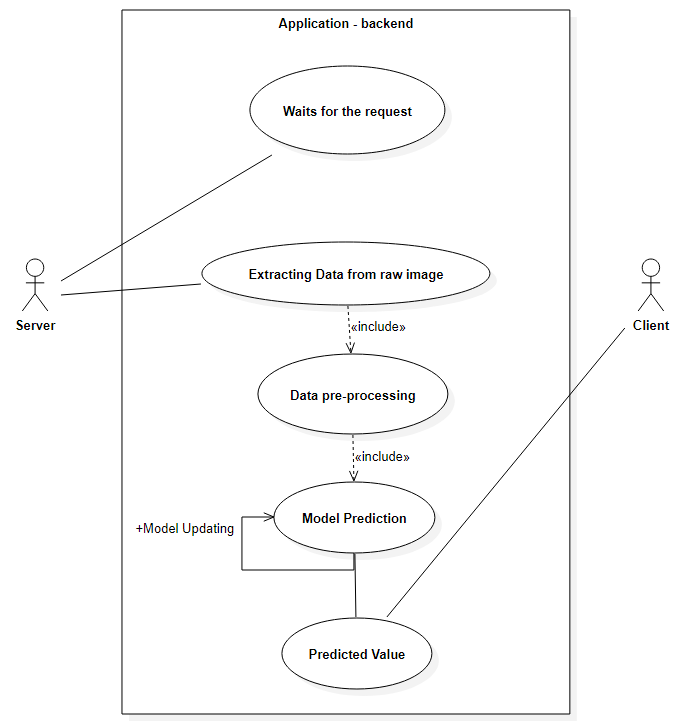 Application - backend
Waits for the request
Extracting Data from raw image
Server
Client
«include»
Data pre-processing
«include»
Model Prediction
+Model Updating
Predicted Value